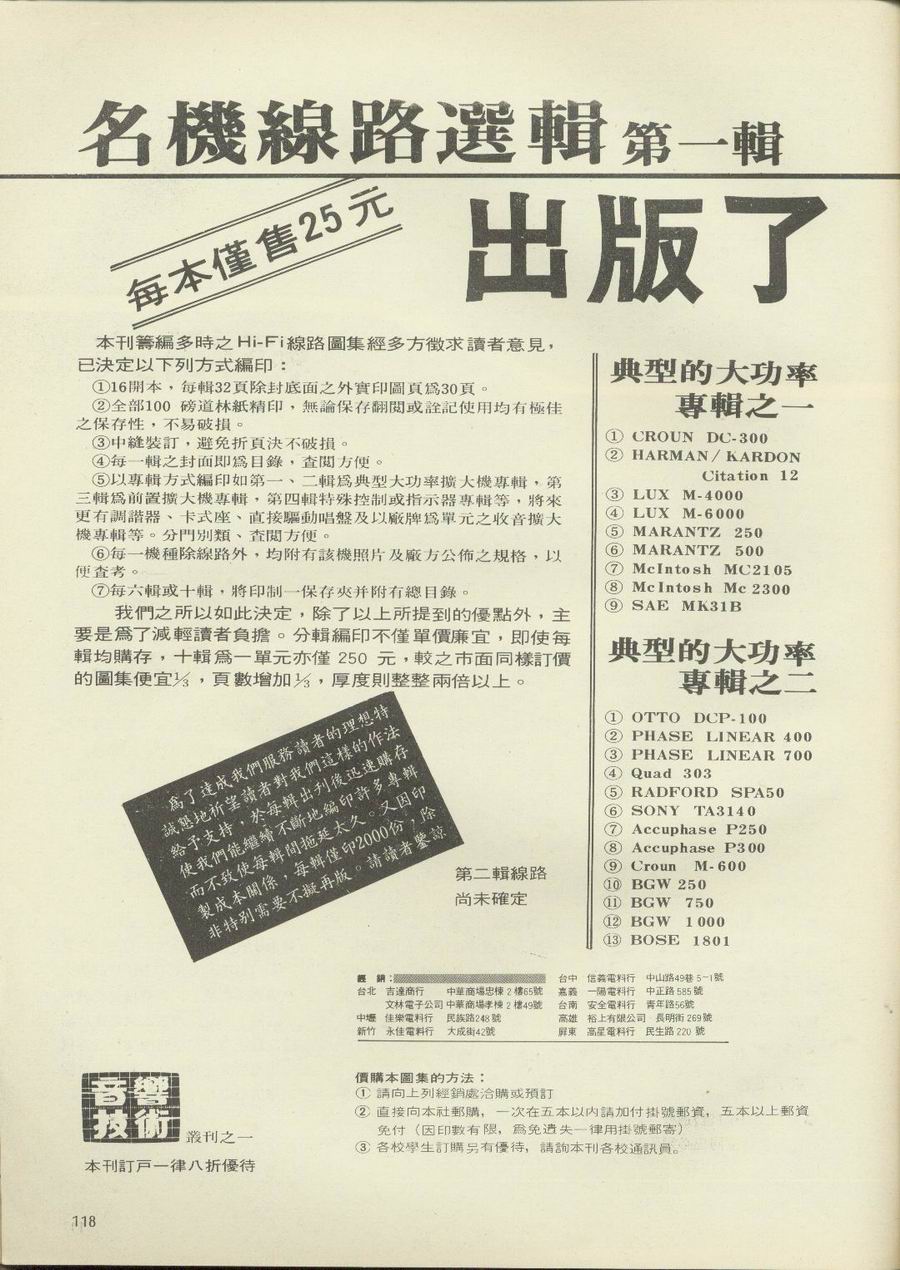 名機線路選輯 第一輯
出版了
每本僅售25元
本刊籌編多時之Hi-Fi線路圖集經多方徵求讀者意見，
已決定以下列方式編印：
①16開本，每輯32頁除封底面之外實印圖頁爲30頁。
②全部100 磅道林紙精印，無論保存翻閱或詮記使用均有極佳
之保存性，不易破損。
③中縫裝訂，避免折頁決不破損。
④每一輯之封面即爲目錄，查閱方便。
⑤以專輯方式編印如第一、二輯爲典型大功率擴大機專輯，第
三輯爲前置擴大機專輯，第四輯特殊控制或指示器專輯等，將來
更有調諧器、卡式座、直接驅動唱盤及以廠牌爲單元之收音擴大
機專輯等。分門別類、查閱方便。
⑥每一機種除線路外，均附有該機照片及廠方公佈之規格，以
便查考。
⑦每六輯或十輯，將印制一保存夾并附有總目錄。
我們之所以如此決定，除了以上所提到的優點外，主
要是爲了減輕讀者負擔。分輯編印不僅單價廉宜，即使每
輯均購存，十輯爲一單元亦僅 250 元，較之市面同樣訂價
的圖集便宜⅓，頁數增加⅓，厚度則整整兩倍以上。
爲了達成我們服務讀者的理想特
誠懇地祈望讀者對我們這樣的作法
給予支持，於每輯出刊後迅速購存
使我們能繼續不斷地編印許多專輯
而不致使每輯間拖延太久。又因印
製成本關係，每輯僅印2000份，除
非特別需要不擬再版。請讀者鑒諒
第二輯線路
尚未確定
典型的大功率
專輯之一
① CROUN DC-300
② HARMAN/KARDON
Citation 12
③ LUX M-4000
④ LUX M-6000
⑤ MARANTZ 250
⑥ MARANTZ 500
⑦ McIntosh MC2105
⑧ McIntosh Mc 2300
⑨ SAE MK31B
典型的大功率
專輯之二
① OTTO DCP-100
② PHASE LINEAR 400
③ PHASE LINEAR 700
④ Quad 303
⑤ RADFORD SPA50
⑥ SONY TA3140
⑦ Accuphase P250
⑧ Accuphase P300
⑨ Croun M-600
⑩ BGW 250
⑪ BGW 750
⑫ BGW 1000
⑬ BOSE 1801
經 銷：
台北 吉達商行 中華商場忠棟 2 樓65號
文林電子公司 中華商場孝棟 2 樓49號
中壢 佳樂電料行 民族路248號
新竹 永佳電料行 大成街42號
台中 信義電料行 中山路49巷 5-1號
嘉義 一陽電料行 中正路 585 號
台南 安全電料行 青年路56號
高雄 裕上有限公司 長明街 269 號
屏東 高星電料行 民生路 220 號
價購本圖集的方法：
① 請向上列經銷處洽購或預訂
② 直接向本社郵購，一次在五本以內請加付掛號郵資，五本以上郵資
免付（因印數有限，爲免遺失一律用掛號郵寄）
③ 各校學生訂購另有優待，請詢本刊各校通訊員。
音響
技術
叢刊之一
本刊訂戶一律八折優待
118